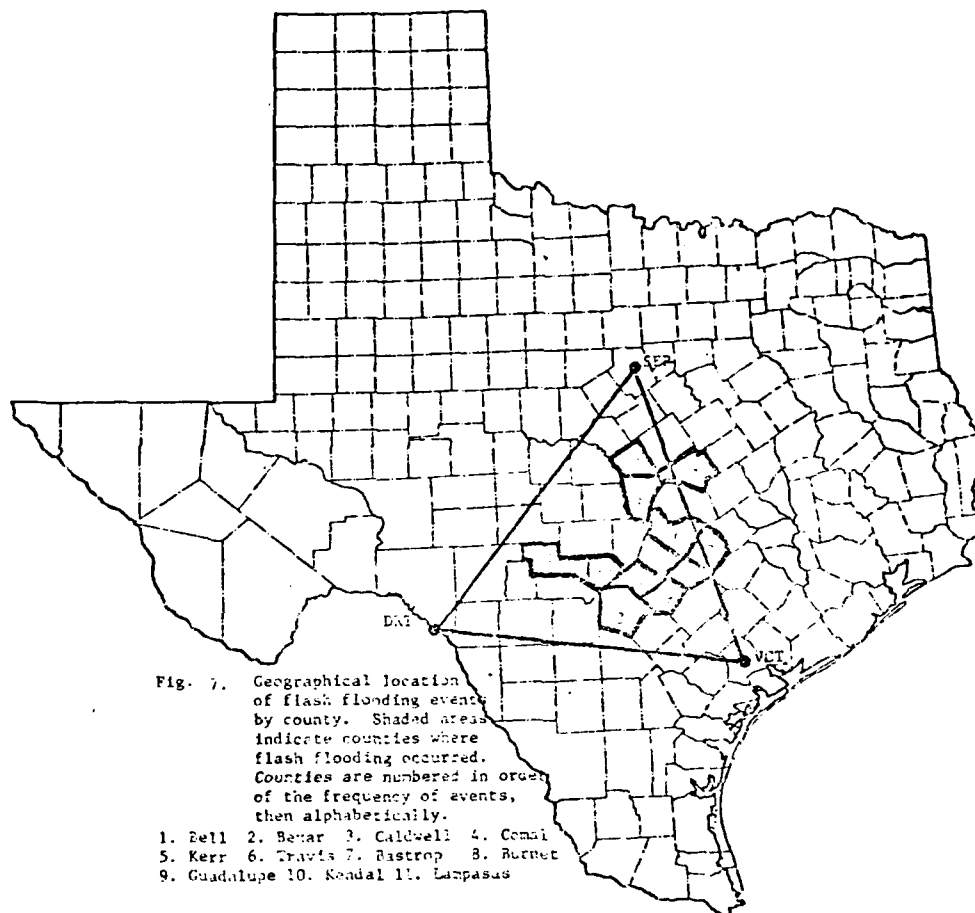 SEP
DRT
VCT
Fig. 7. Geographical location
of flash flooding events
by county. Shaded areas
indicate counties where
flash flooding occurred.
Counties are numbered in order
of the frequency of events,
then alphabetically.
1. Bell 2. Bexar 3. Caldwell 4. Comal
5. Kerr 6. Travis 7. Bastrop 8. Burnet
9. Guadalupe 10. Kendal 11. Lampasas